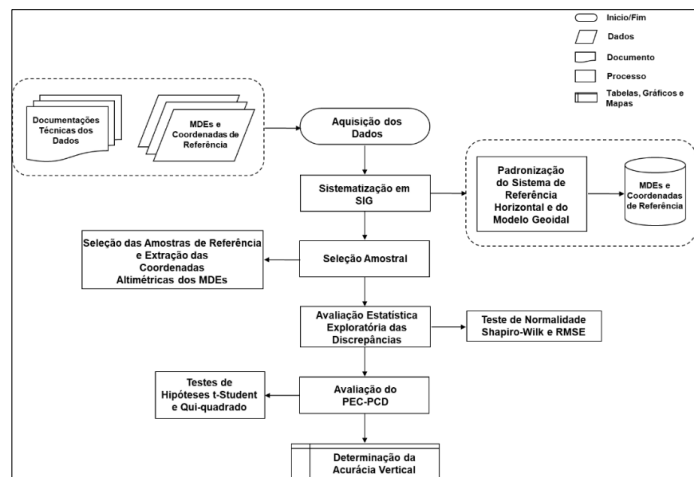 Início/Fim
Dados
Documento
Processo
Tabelas, Gráficos e
Mapas
Documentações
Técnicas dos
Dados
MDEs e
Coordenadas de
Referência
Aquisição dos
Dados
Sistematização em
SIG
Padronização
do Sistema de
Referência
Horizontal e do
Modelo Geoidal
MDEs e
Coordenadas
de Referência
Seleção das Amostras de Referência
e Extração das
Coordenadas
Altimétricas dos MDEs
Seleção Amostral
Avaliação Estatística
Exploratória das
Discrepâncias
Teste de Normalidade
Shapiro-Wilk e RMSE
Testes de
Hipóteses t-Student
e Qui-quadrado
Avaliação do
PEC-PCD
Determinação da
Acurácia Vertical